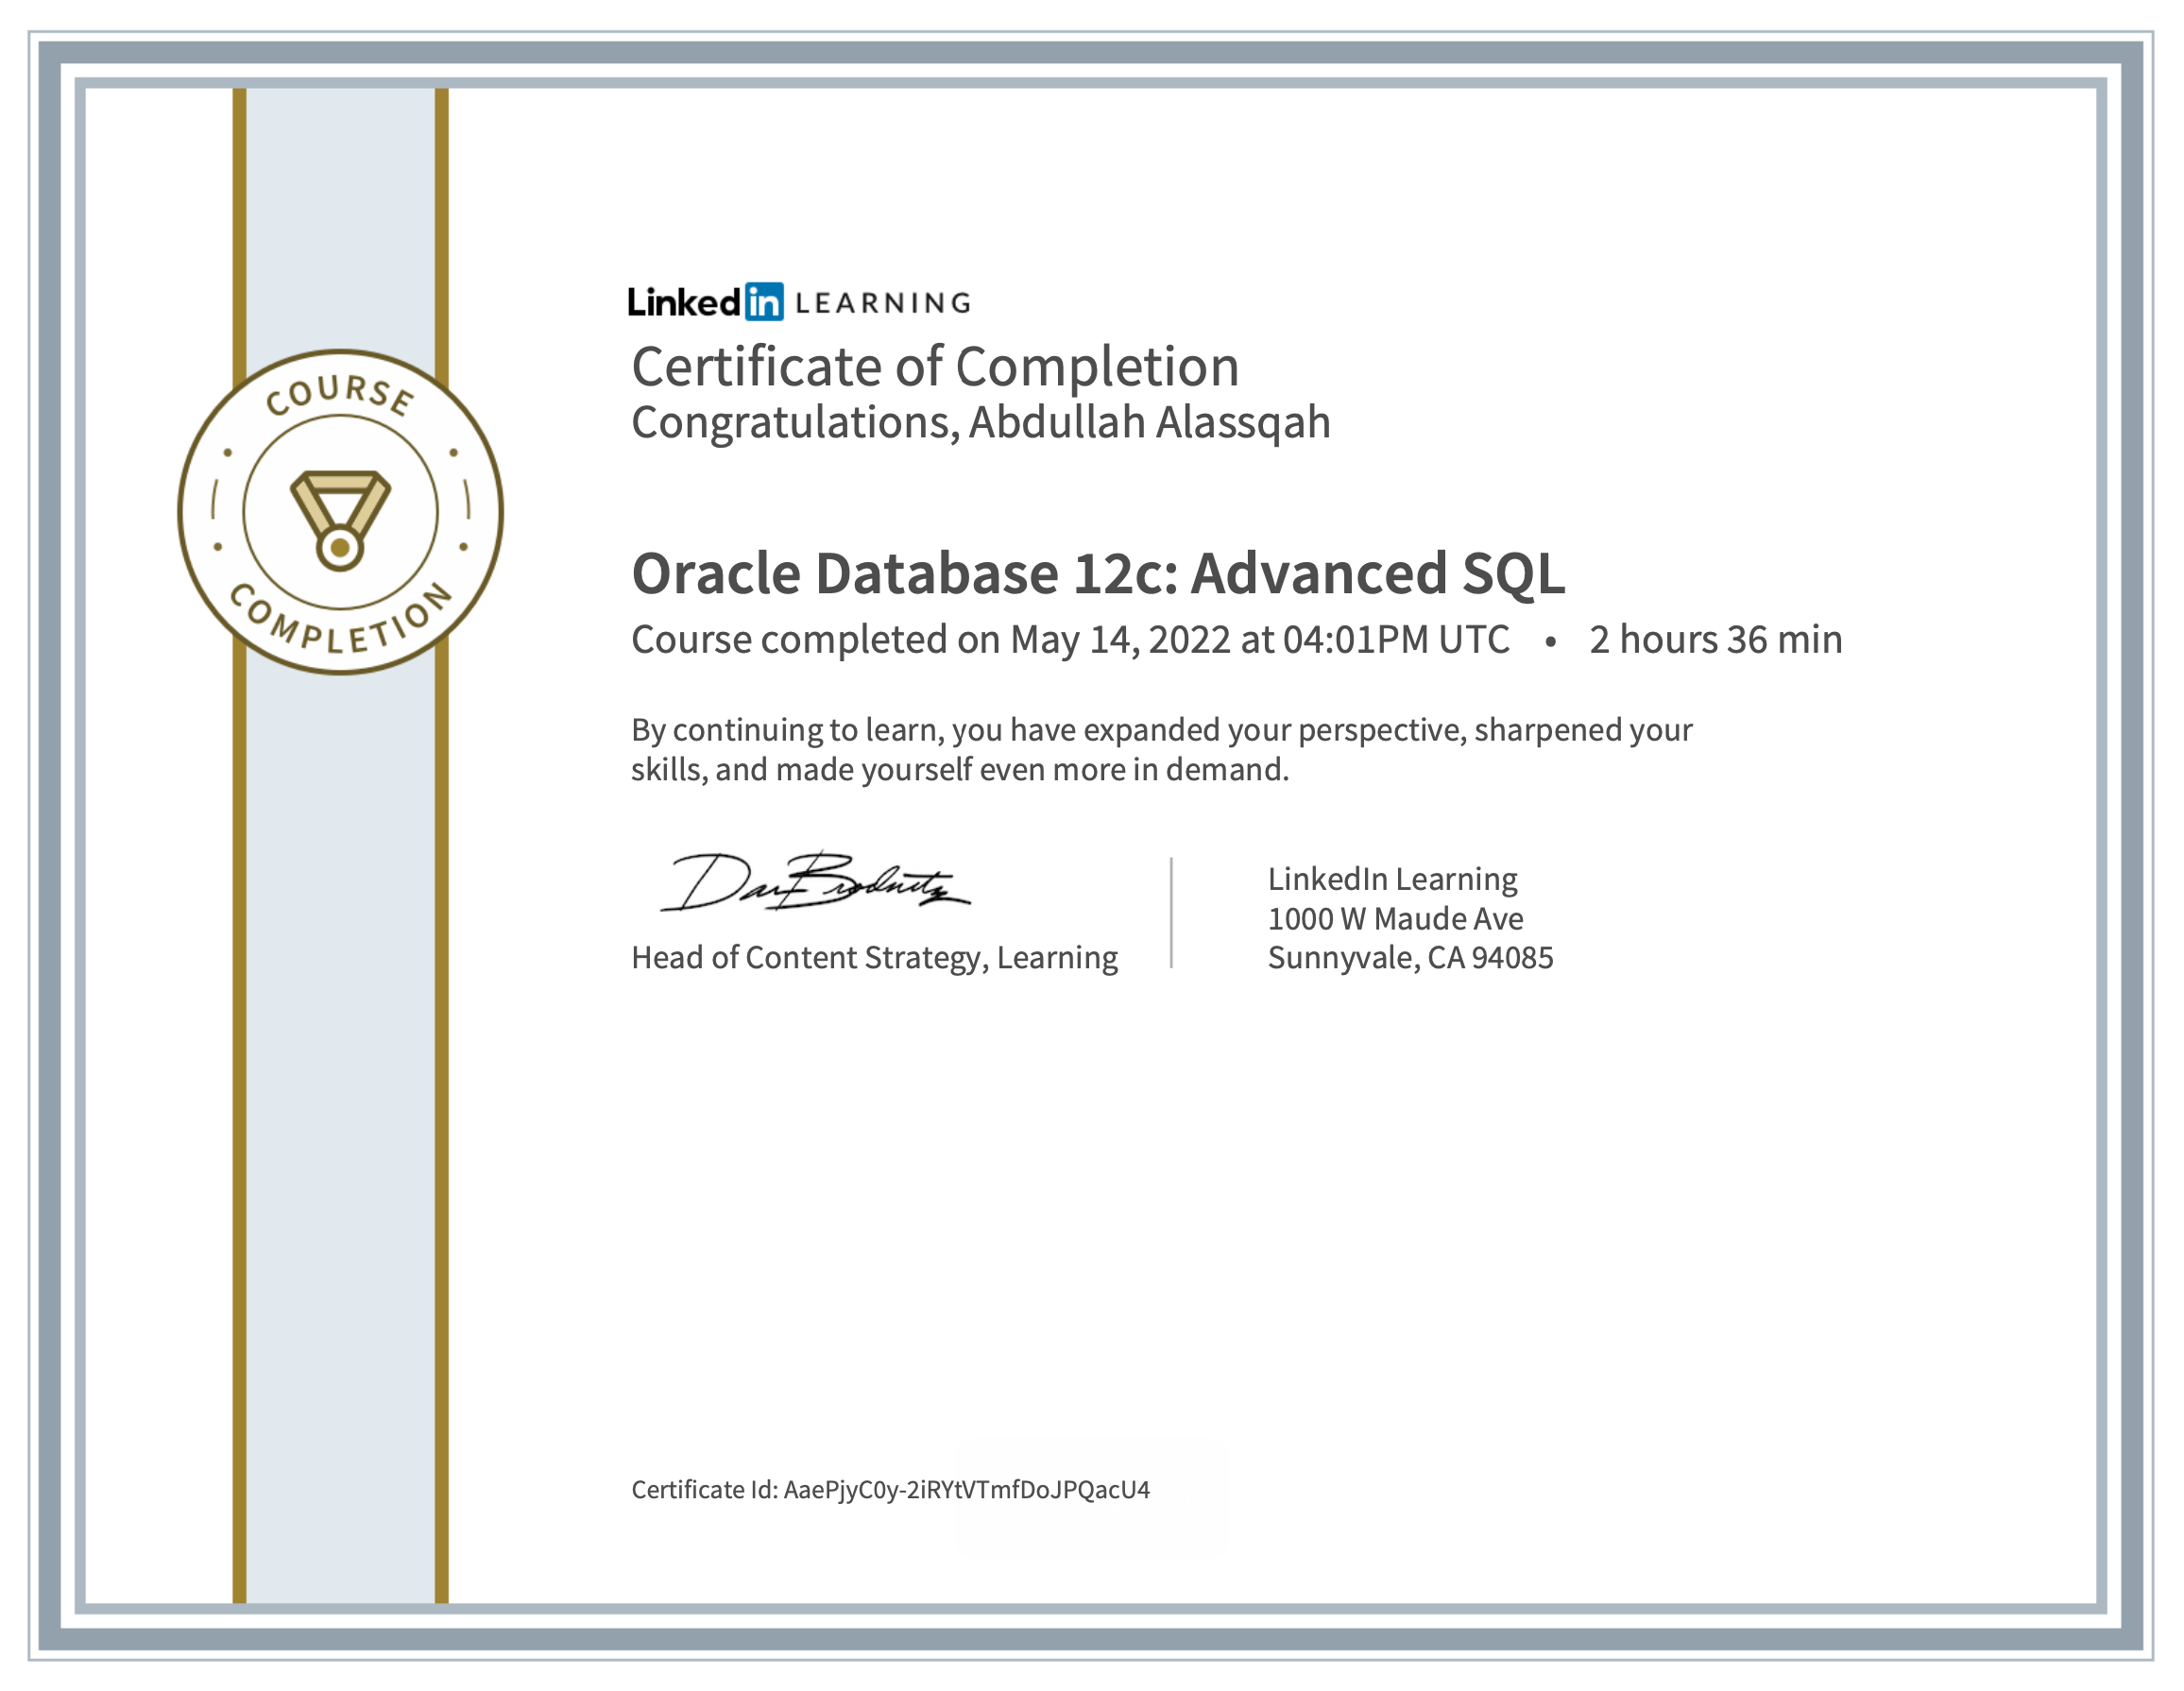 COURSE
COMPLETION
Linkedin LEARNING
Certificate of Completion
Congratulations, Abdullah Alassqah
Oracle Database 12c: Advanced SQL
Course completed on May 14, 2022 at 04:01PM UTC • 2 hours 36 min
By continuing to learn, you have expanded your perspective, sharpened your
skills, and made yourself even more in demand.
Dan Brodnitz
Head of Content Strategy, Learning
LinkedIn Learning
1000 W Maude Ave
Sunnyvale, CA 94085
Certificate Id: AaePjyC0y-2iRYtVTmfDoJPQacU4